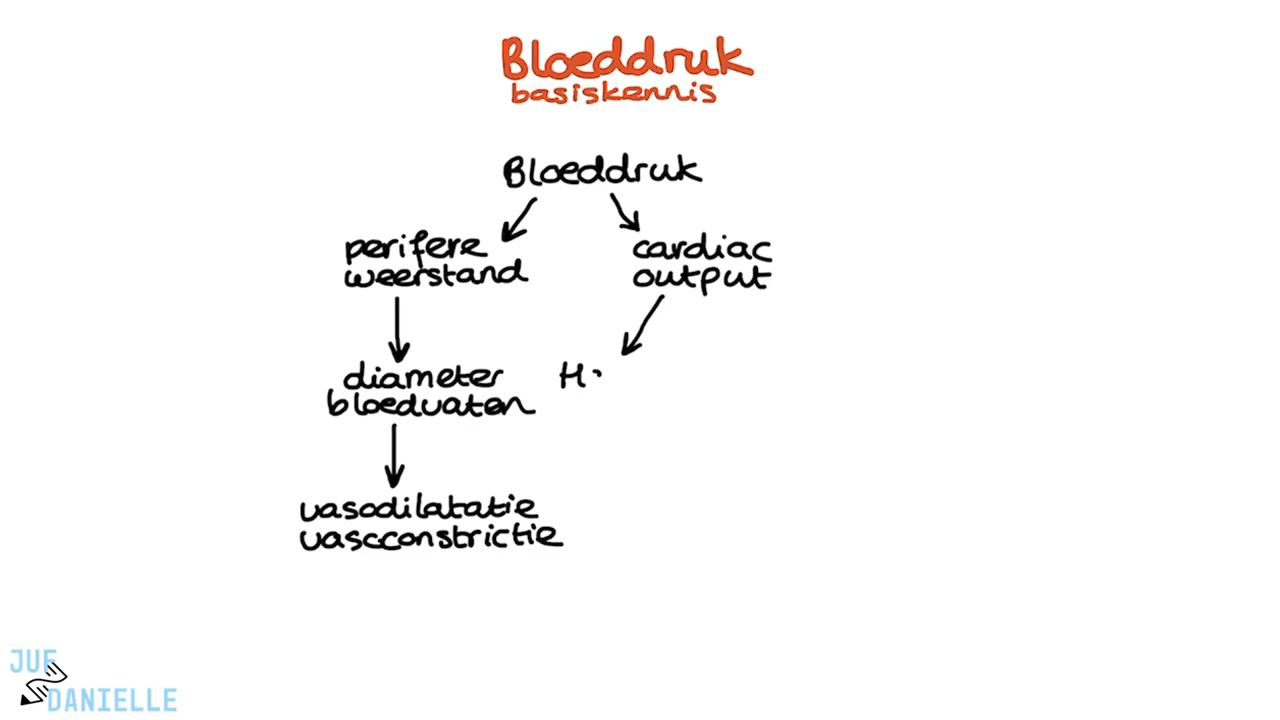 Bloeddruk
basiskennis
Bloeddruk
perifere
weerstand
cardiac
output
diameter
bloedvaten
H
vasodilatatie
vasoconstrictie
JUF
DANIELLE